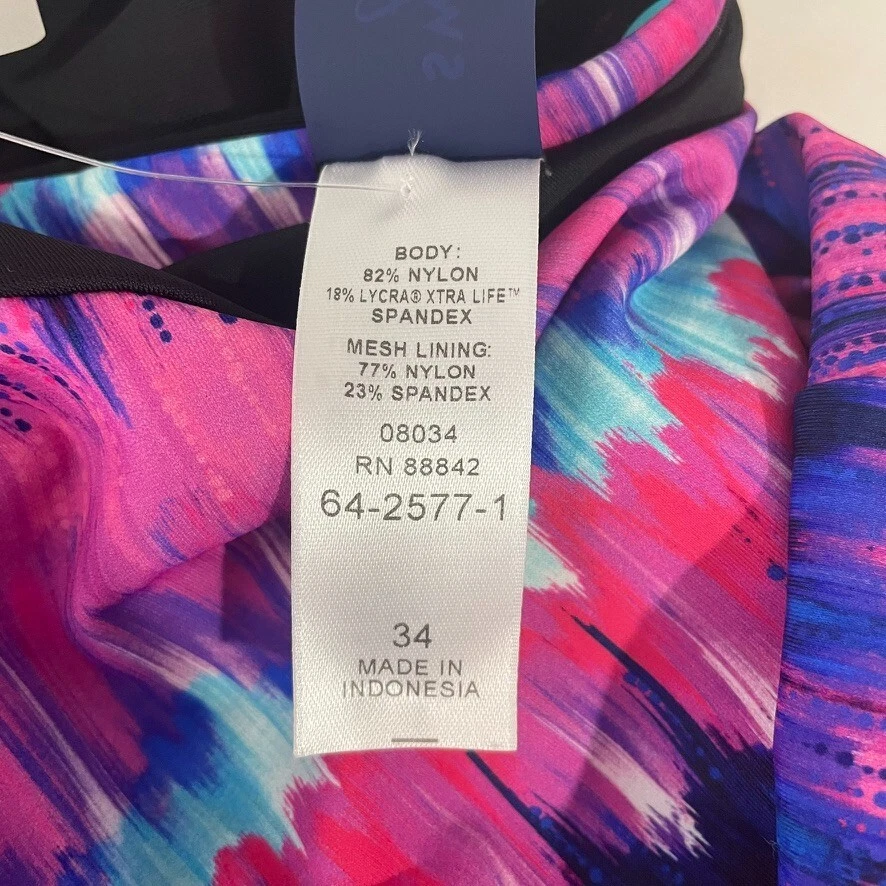 BODY:
82% NYLON
18% LYCRA® XTRA LIFE™
SPANDEX
MESH LINING:
77% NYLON
23% SPANDEX
08034
RN 88842
64-2577-1
34
MADE IN
INDONESIA